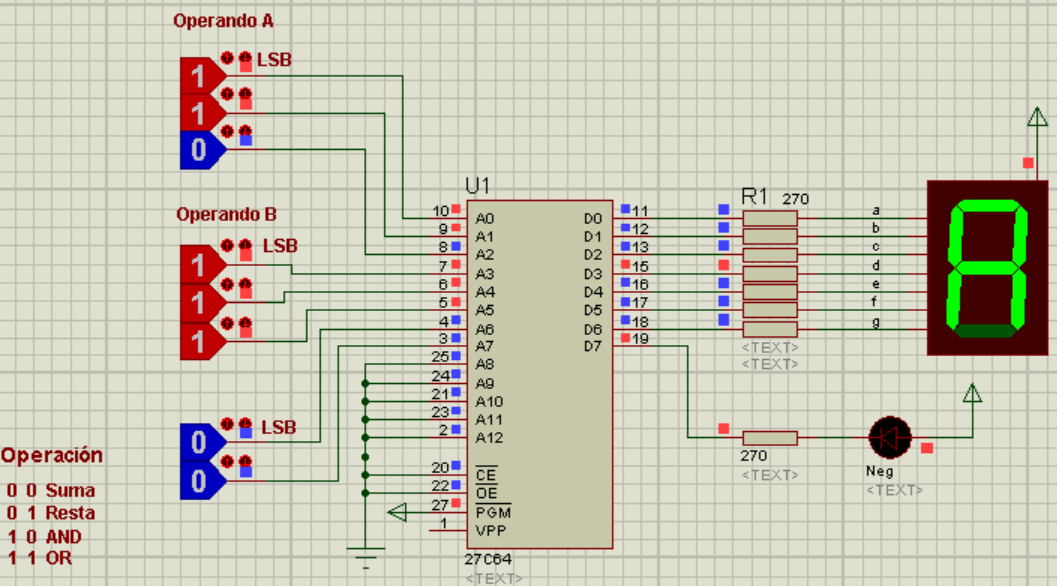 Operando A
LSB
1
1
0
Operando B
LSB
1
1
1
LSB
0
0
Operación
0 0 Suma
0 1 Resta
1 0 AND
1 1 OR
U1
10 A0 D0 11
9 A1 D1 12
8 A2 D2 13
7 A3 D3 15
6 A4 D4 16
5 A5 D5 17
4 A6 D6 18
3 A7 D7 19
25 A8
24 A9
21 A10
23 A11
2 A12
20 CE
22 OE
27 PGM
1 VPP
27C64
<TEXT>
R1 270
<TEXT>
<TEXT>
a
b
c
d
e
f
g
270
<TEXT>
Neg
<TEXT>